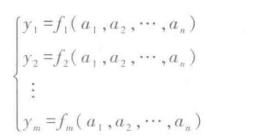 y₁=f₁(a₁,a₂,⋯,aₙ)
y₂=f₂(a₁,a₂,⋯,aₙ)
⋮
yₘ=fₘ(a₁,a₂,⋯,aₙ)